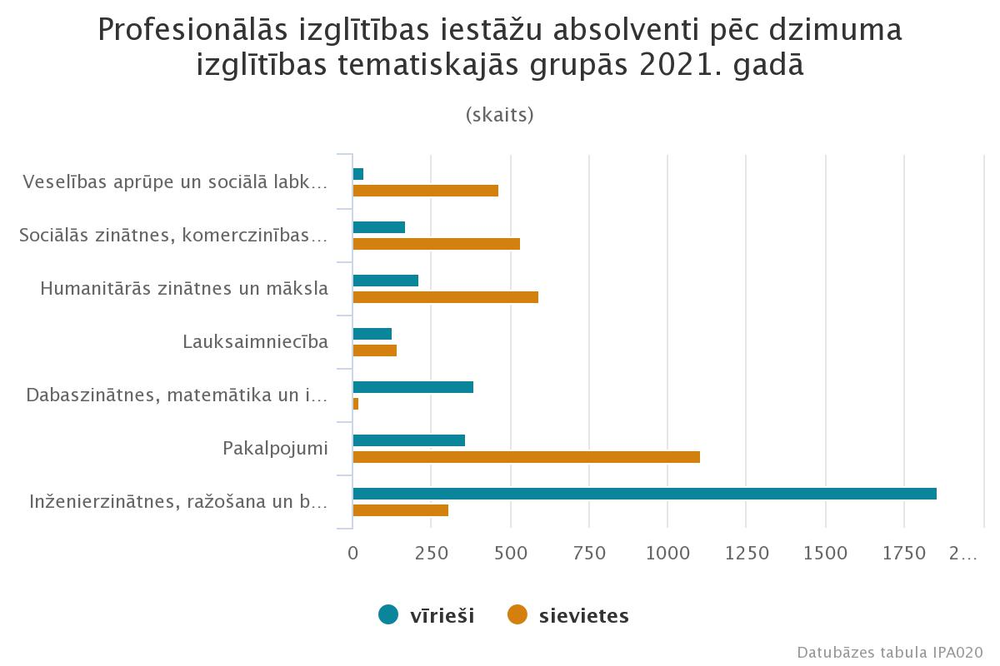 Profesionālās izglītības iestāžu absolventi pēc dzimuma
izglītības tematiskajās grupās 2021. gadā
(skaits)
Veselības aprūpe un sociālā labk...
Sociālās zinātnes, komerczinības...
Humanitārās zinātnes un māksla
Lauksaimniecība
Dabaszinātnes, matemātika un i...
Pakalpojumi
Inženierzinātnes, ražošana un b...
0 250 500 750 1000 1250 1500 1750 2...
vīrieši sievietes
Datubāzes tabula IPA020